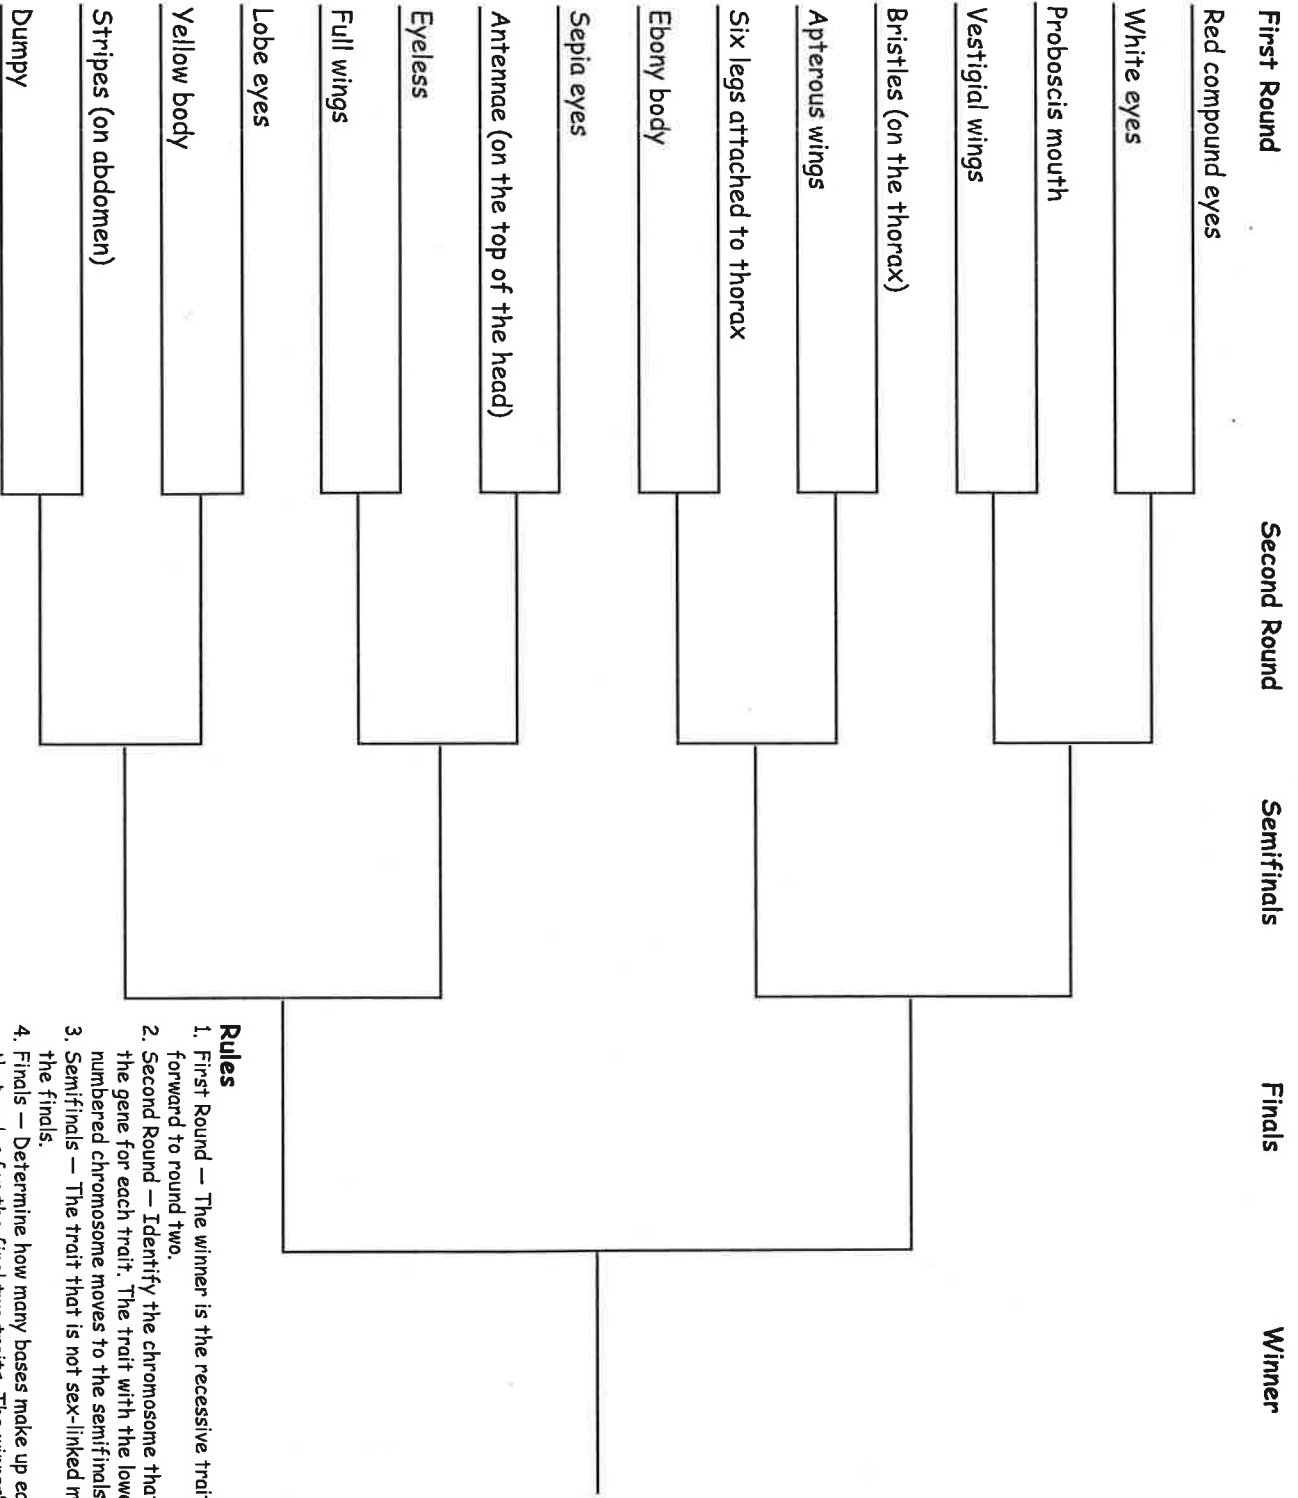 First Round
Second Round
Semifinals
Finals
Winner
Red compound eyes
White eyes
Proboscis mouth
Vestigial wings
Bristles (on the thorax)
Apterous wings
Six legs attached to thorax
Ebony body
Sepia eyes
Antennae (on the top of the head)
Eyeless
Full wings
Lobe eyes
Yellow body
Stripes (on abdomen)
Dumpy
Rules
1. First Round — The winner is the recessive trai
forward to round two.
2. Second Round — Identify the chromosome tha
the gene for each trait. The trait with the lowe
numbered chromosome moves to the semifinals
3. Semifinals — The trait that is not sex-linked m
the finals.
4. Finals — Determine how many bases make up ea